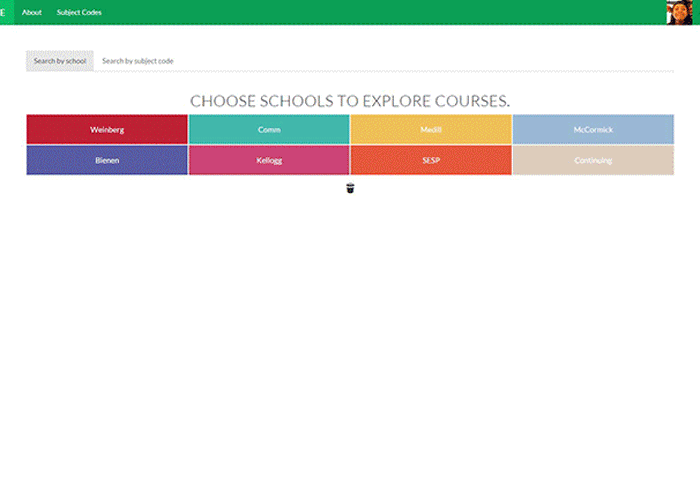 E About Subject Codes
Search by school Search by subject code
CHOOSE SCHOOLS TO EXPLORE COURSES.
Weinberg Comm Medill McCormick
Bienen Kellogg SESP Continuing